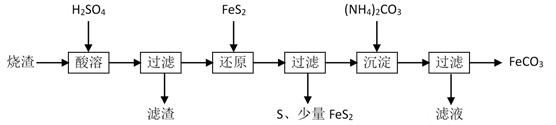 H₂SO₄ FeS₂ (NH4)₂CO₃
烧渣 酸溶 过滤 还原 过滤 沉淀 过滤 FeCO₃
滤渣 S、少量 FeS₂ 滤液